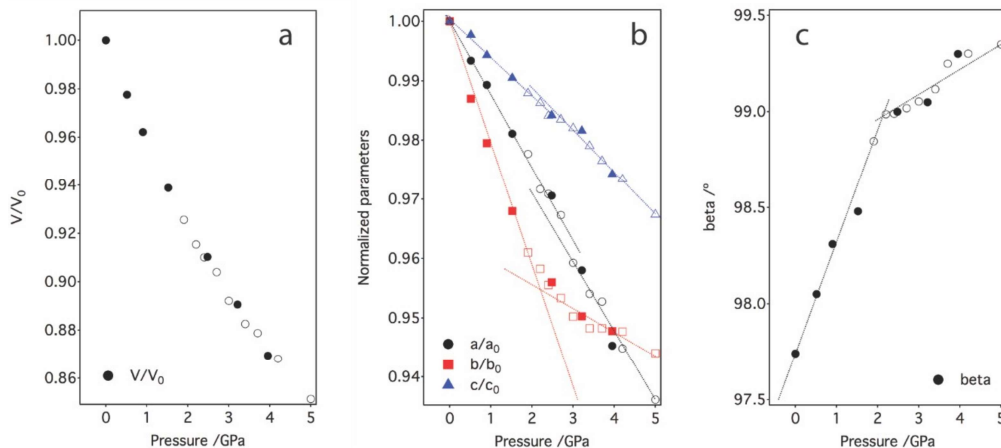 a
1.00
0.98
0.96
0.94
0.92
0.90
0.88
0.86
V/V0
V/V0
0 1 2 3 4 5
Pressure /GPa
b
1.00
0.99
0.98
0.97
0.96
0.95
0.94
Normalized parameters
a/a0
b/b0
c/c0
0 1 2 3 4 5
Pressure /GPa
c
99.5
99.0
98.5
98.0
97.5
beta /°
beta
0 1 2 3 4 5
Pressure /GPa